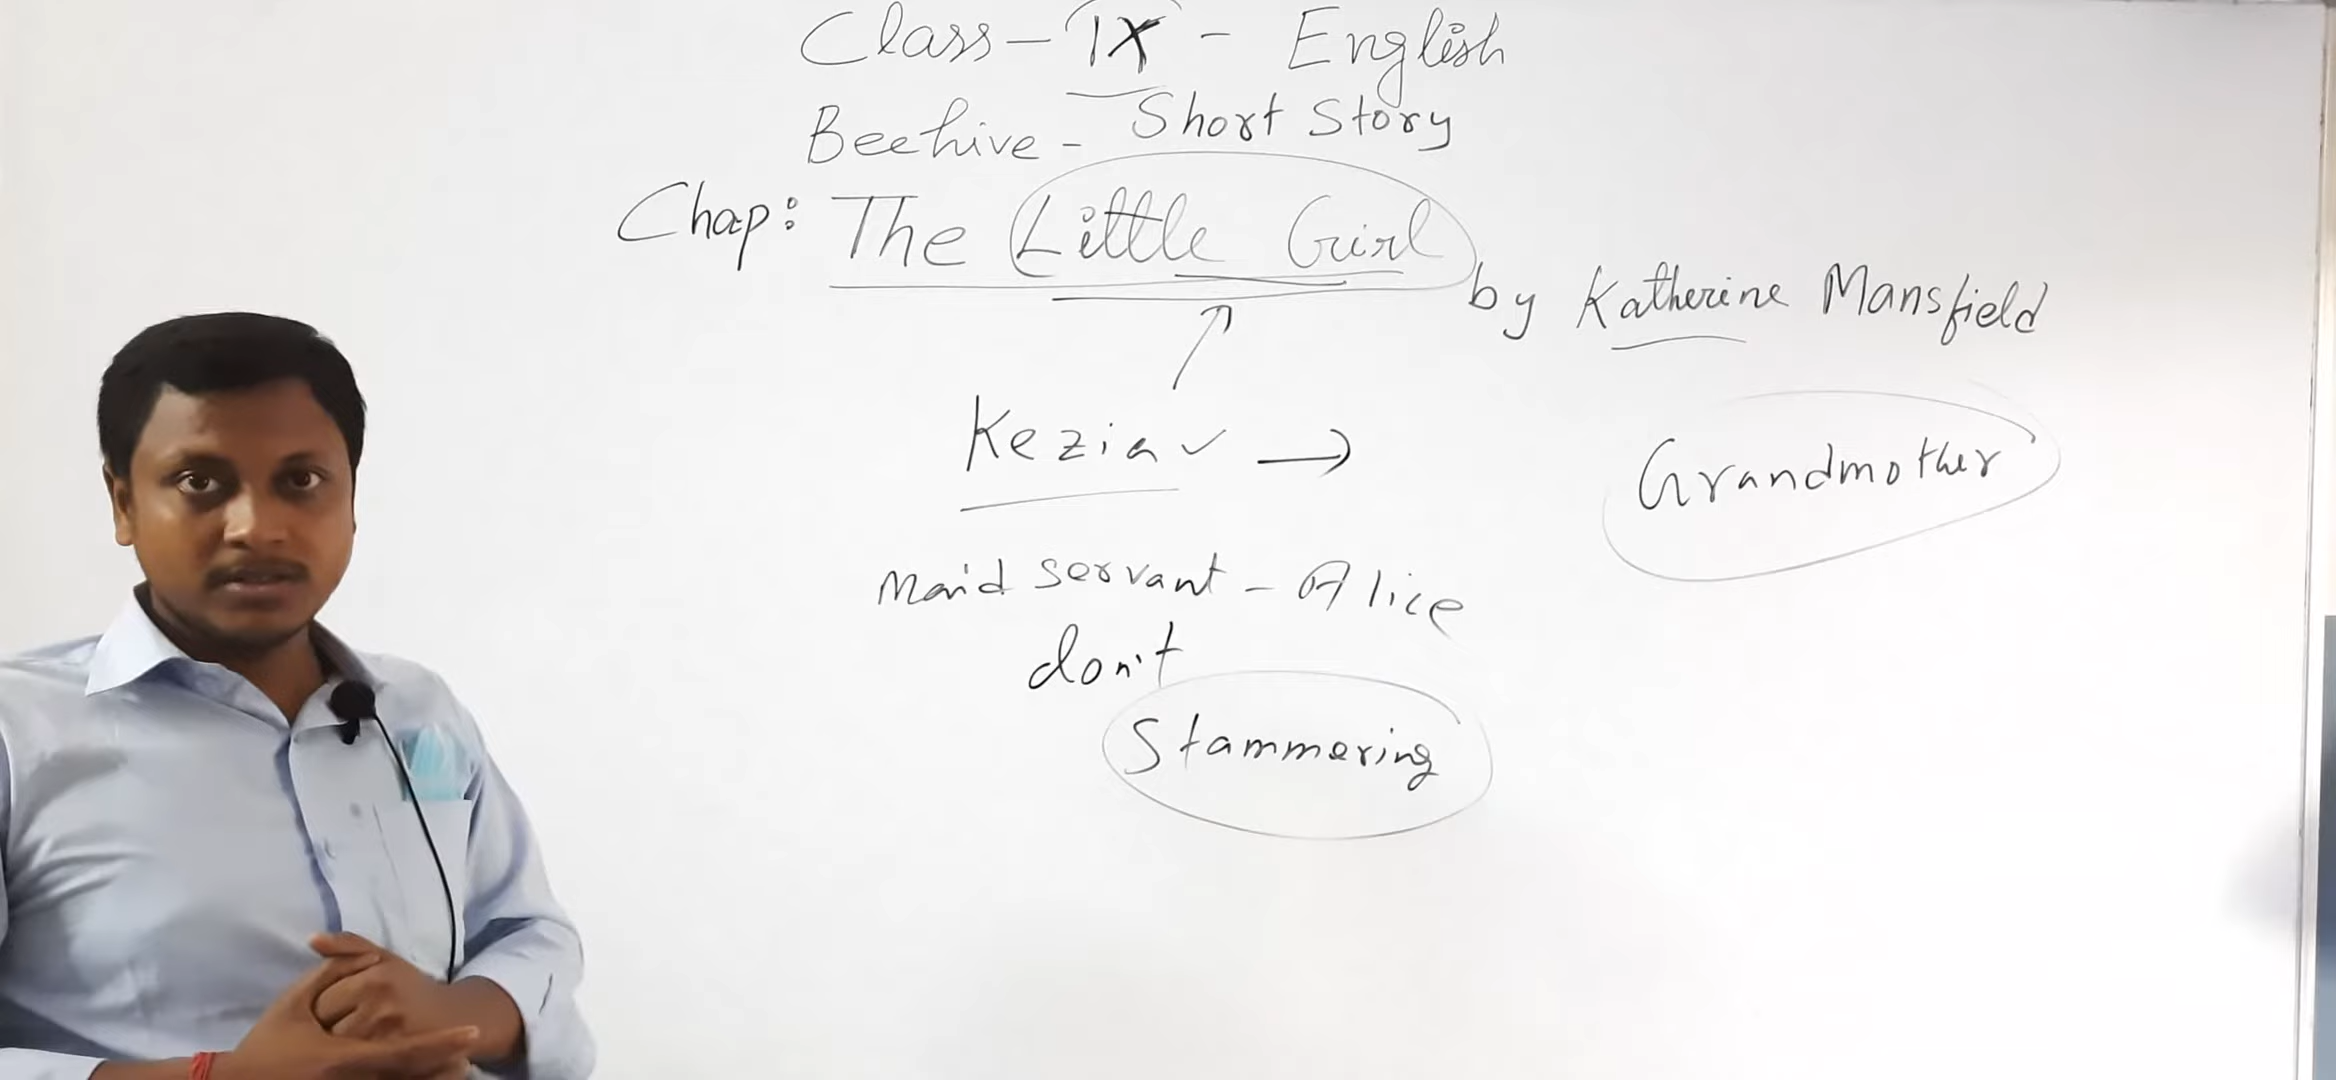 Class - IX - English
Beehive - Short Story
Chap: The Little Girl
by Katherine Mansfield
Kezia ✓ →
Grandmother
Maid servant - Alice
don't
Stammering